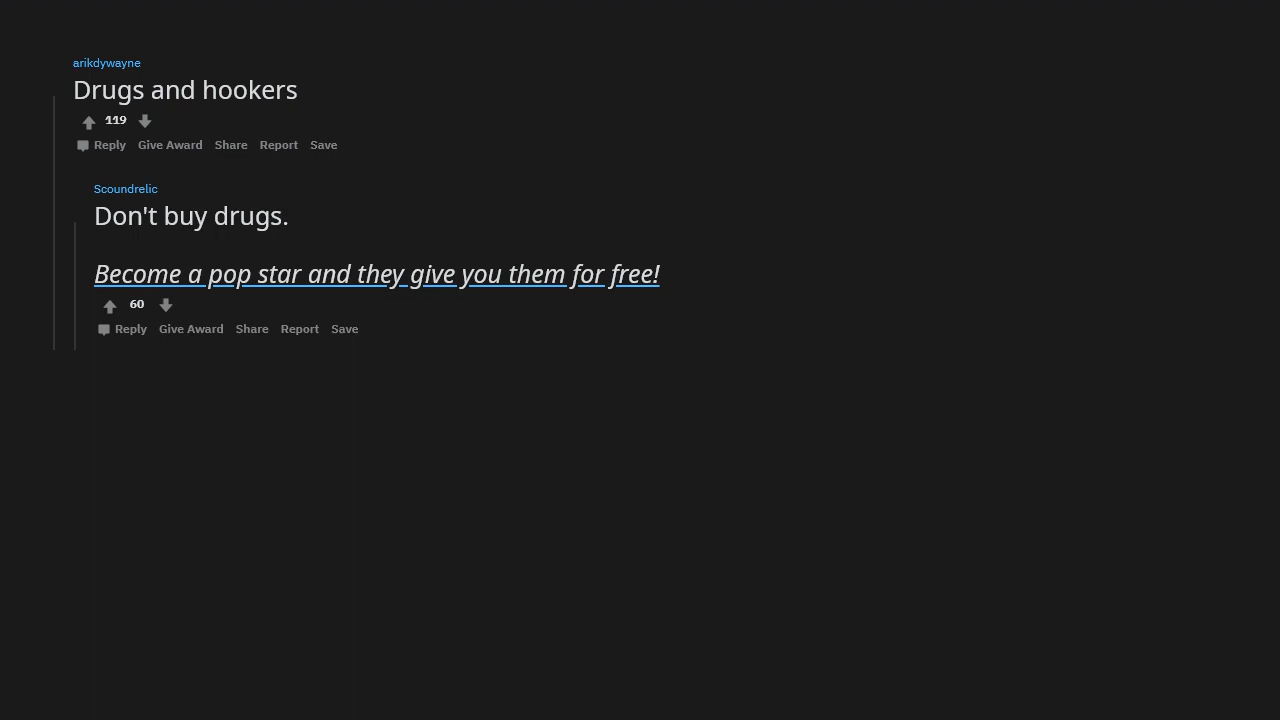 arikdywayne
Drugs and hookers
119
Reply Give Award Share Report Save
Scoundrelic
Don't buy drugs.
Become a pop star and they give you them for free!
60
Reply Give Award Share Report Save